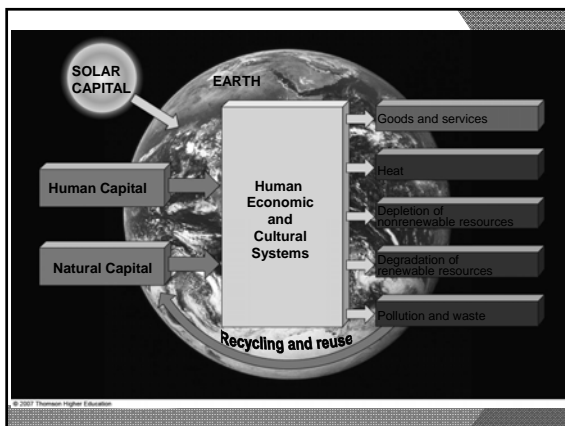 SOLAR
CAPITAL
EARTH
Goods and services
Human Capital
Heat
Human
Economic
and
Cultural
Systems
Depletion of
nonrenewable resources
Natural Capital
Degradation of
renewable resources
Pollution and waste
Recycling and reuse
© 2007 Thomson Higher Education